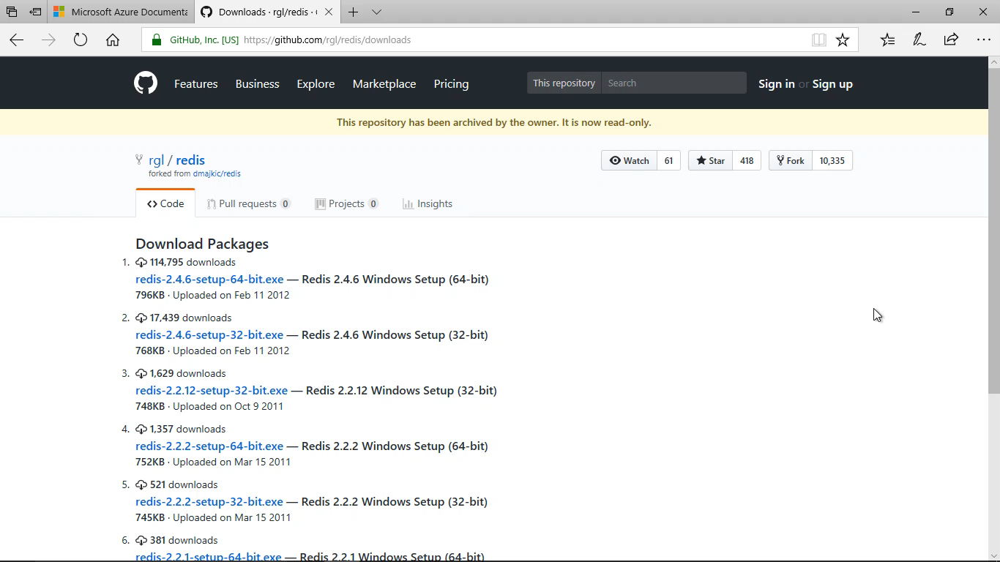 Microsoft Azure Documenta
Downloads · rgl/redis ·
GitHub, Inc. [US] https://github.com/rgl/redis/downloads
Features Business Explore Marketplace Pricing This repository Search Sign in or Sign up
This repository has been archived by the owner. It is now read-only.
rgl / redis Watch 61 Star 418 Fork 10,335
forked from dmajkic/redis
Code Pull requests 0 Projects 0 Insights
Download Packages
1. 114,795 downloads
redis-2.4.6-setup-64-bit.exe — Redis 2.4.6 Windows Setup (64-bit)
796KB · Uploaded on Feb 11 2012
2. 17,439 downloads
redis-2.4.6-setup-32-bit.exe — Redis 2.4.6 Windows Setup (32-bit)
768KB · Uploaded on Feb 11 2012
3. 1,629 downloads
redis-2.2.12-setup-32-bit.exe — Redis 2.2.12 Windows Setup (32-bit)
748KB · Uploaded on Oct 9 2011
4. 1,357 downloads
redis-2.2.2-setup-64-bit.exe — Redis 2.2.2 Windows Setup (64-bit)
752KB · Uploaded on Mar 15 2011
5. 521 downloads
redis-2.2.2-setup-32-bit.exe — Redis 2.2.2 Windows Setup (32-bit)
745KB · Uploaded on Mar 15 2011
6. 381 downloads
redis-2.2.1-setup-64-bit.exe — Redis 2.2.1 Windows Setup (64-bit)